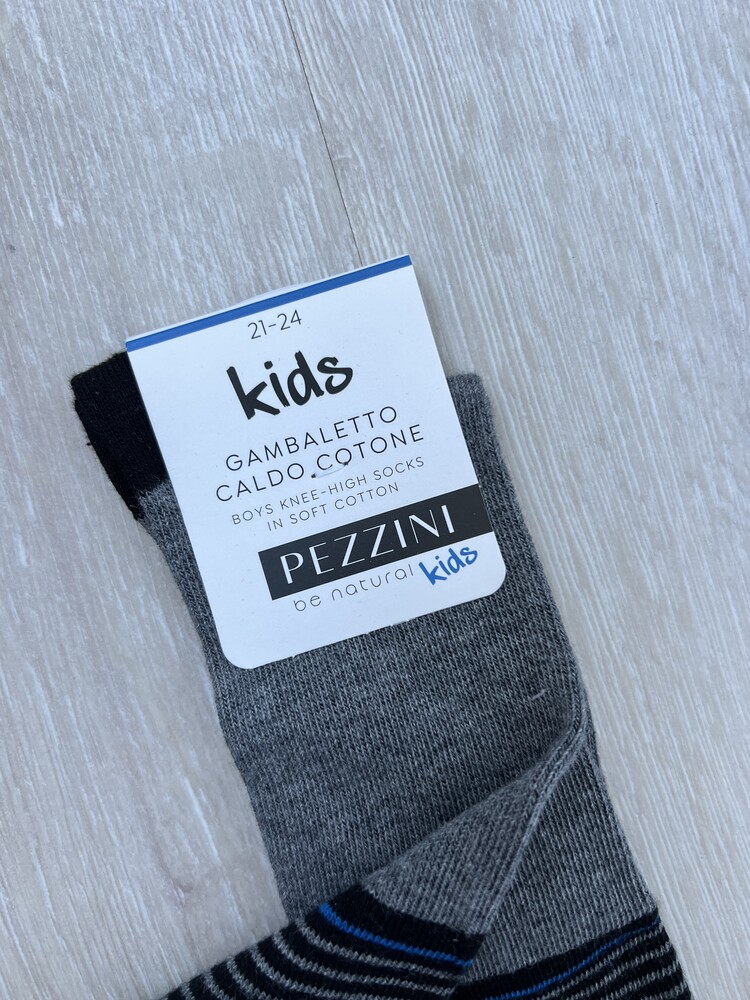 21-24
kids
GAMBALETTO
CALDO COTONE
BOYS KNEE-HIGH SOCKS
IN SOFT COTTON
PEZZINI
be natural kids